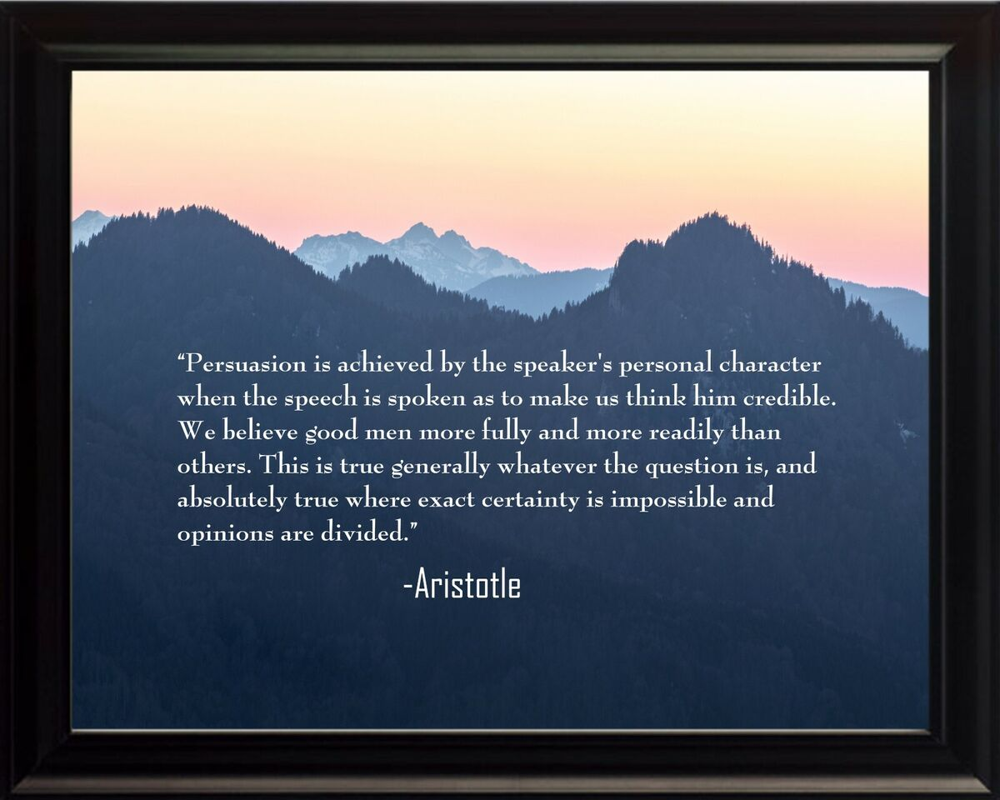 “Persuasion is achieved by the speaker's personal character
when the speech is spoken as to make us think him credible.
We believe good men more fully and more readily than
others. This is true generally whatever the question is, and
absolutely true where exact certainty is impossible and
opinions are divided.”
-Aristotle